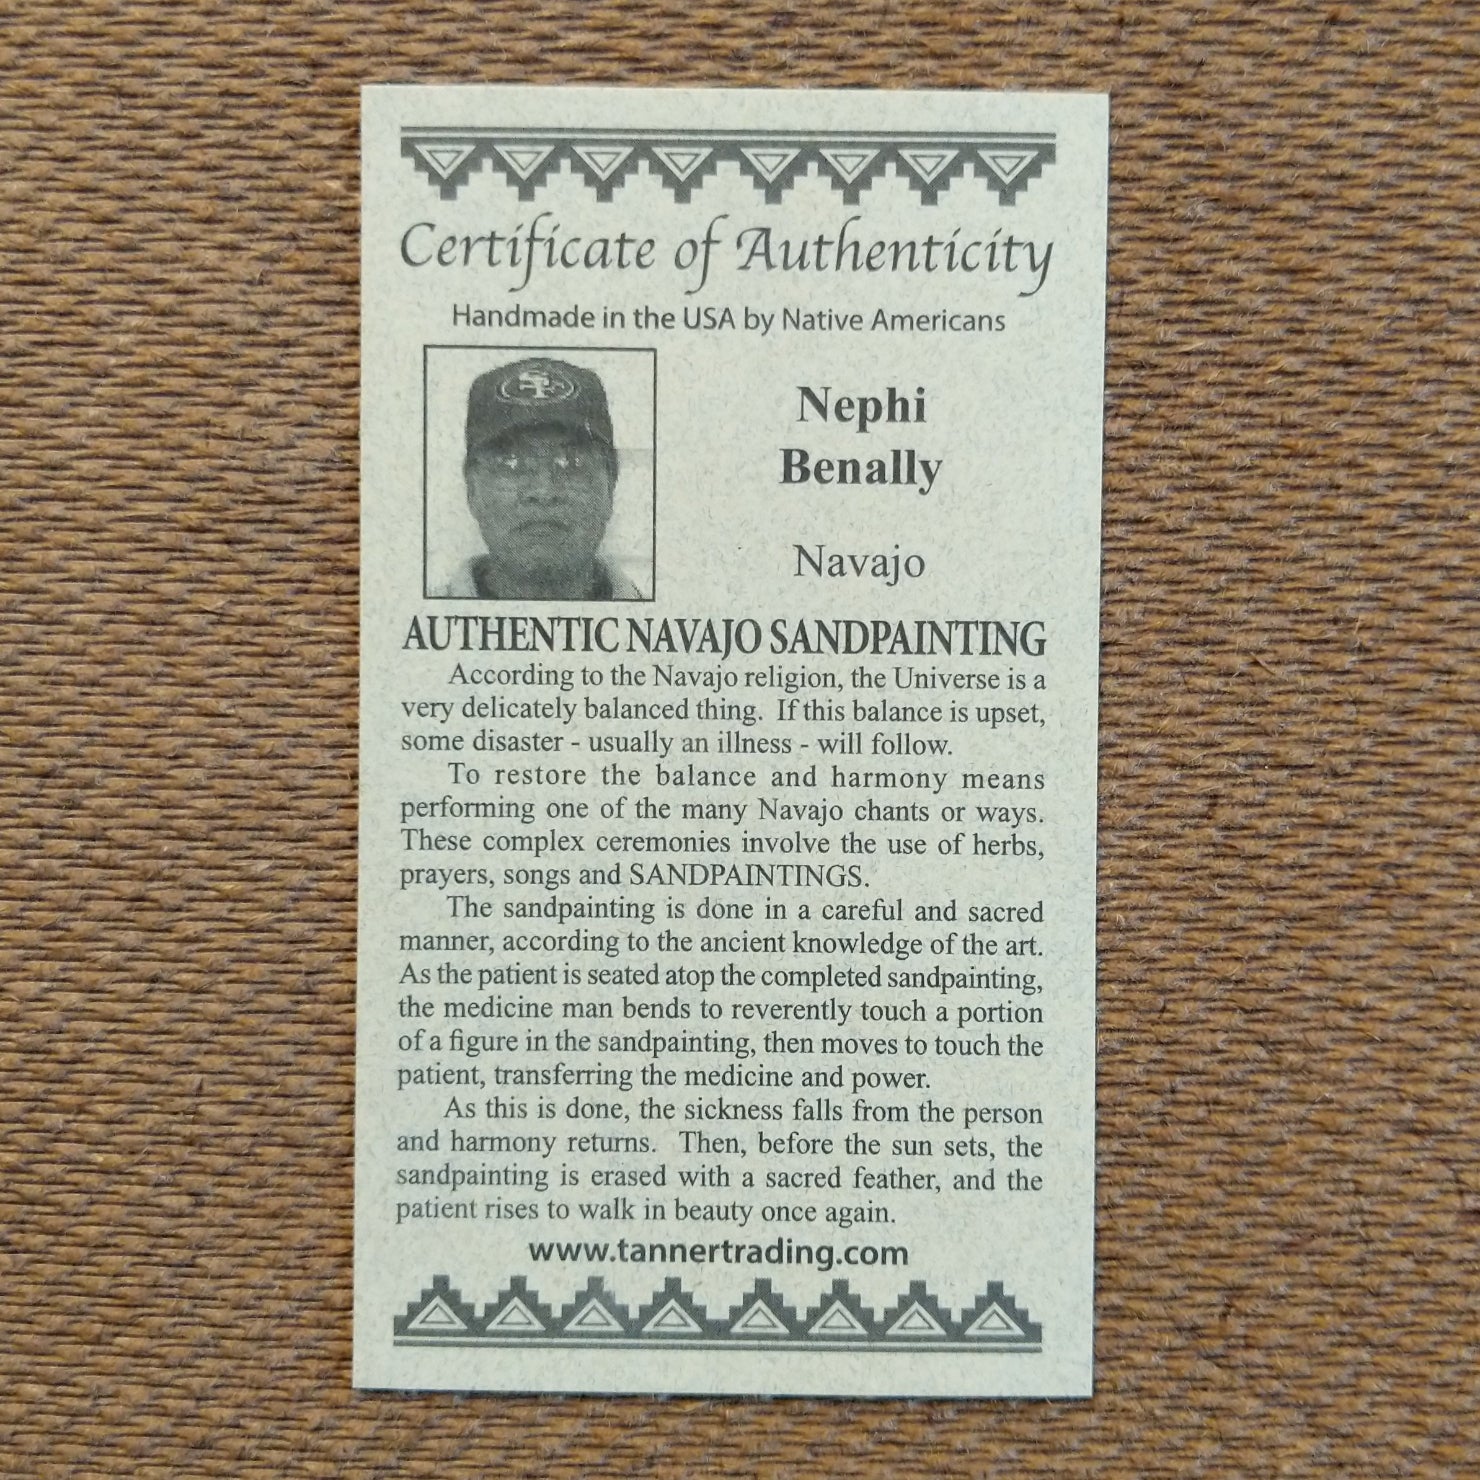 Certificate of Authenticity
Handmade in the USA by Native Americans
SF
Nephi
Benally
Navajo
AUTHENTIC NAVAJO SANDPAINTING
According to the Navajo religion, the Universe is a
very delicately balanced thing.  If this balance is upset,
some disaster - usually an illness - will follow.
To restore the balance and harmony means
performing one of the many Navajo chants or ways.
These complex ceremonies involve the use of herbs,
prayers, songs and SANDPAINTINGS.
The sandpainting is done in a careful and sacred
manner, according to the ancient knowledge of the art.
As the patient is seated atop the completed sandpainting,
the medicine man bends to reverently touch a portion
of a figure in the sandpainting, then moves to touch the
patient, transferring the medicine and power.
As this is done, the sickness falls from the person
and harmony returns.  Then, before the sun sets, the
sandpainting is erased with a sacred feather, and the
patient rises to walk in beauty once again.
www.tannertrading.com